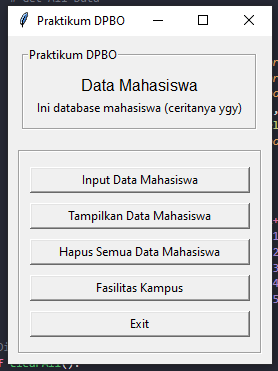 Praktikum DPBO
Praktikum DPBO
Data Mahasiswa
Ini database mahasiswa (ceritanya ygy)
Input Data Mahasiswa
Tampilkan Data Mahasiswa
Hapus Semua Data Mahasiswa
Fasilitas Kampus
Exit